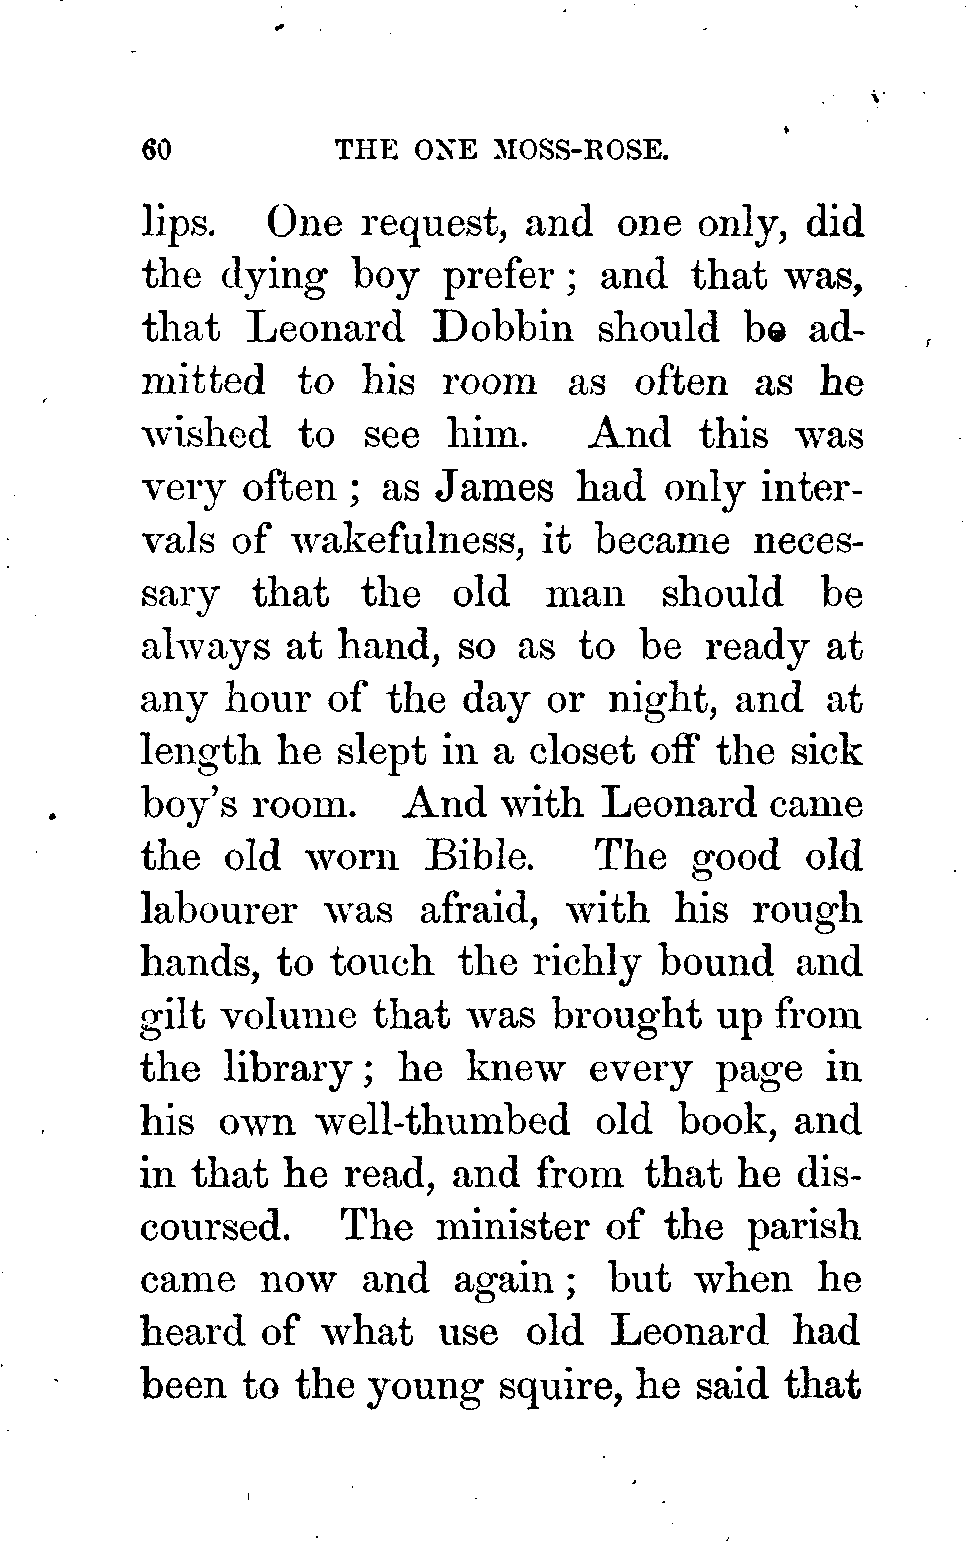 60 THE ONE MOSS-ROSE.
lips. One request, and one only, did
the dying boy prefer ; and that was,
that Leonard Dobbin should be ad-
mitted to his room as often as he
wished to see him. And this was
very often ; as James had only inter-
vals of wakefulness, it became neces-
sary that the old man should be
always at hand, so as to be ready at
any hour of the day or night, and at
length he slept in a closet off the sick
boy's room. And with Leonard came
the old worn Bible. The good old
labourer was afraid, with his rough
hands, to touch the richly bound and
gilt volume that was brought up from
the library ; he knew every page in
his own well-thumbed old book, and
in that he read, and from that he dis-
coursed. The minister of the parish
came now and again ; but when he
heard of what use old Leonard had
been to the young squire, he said that